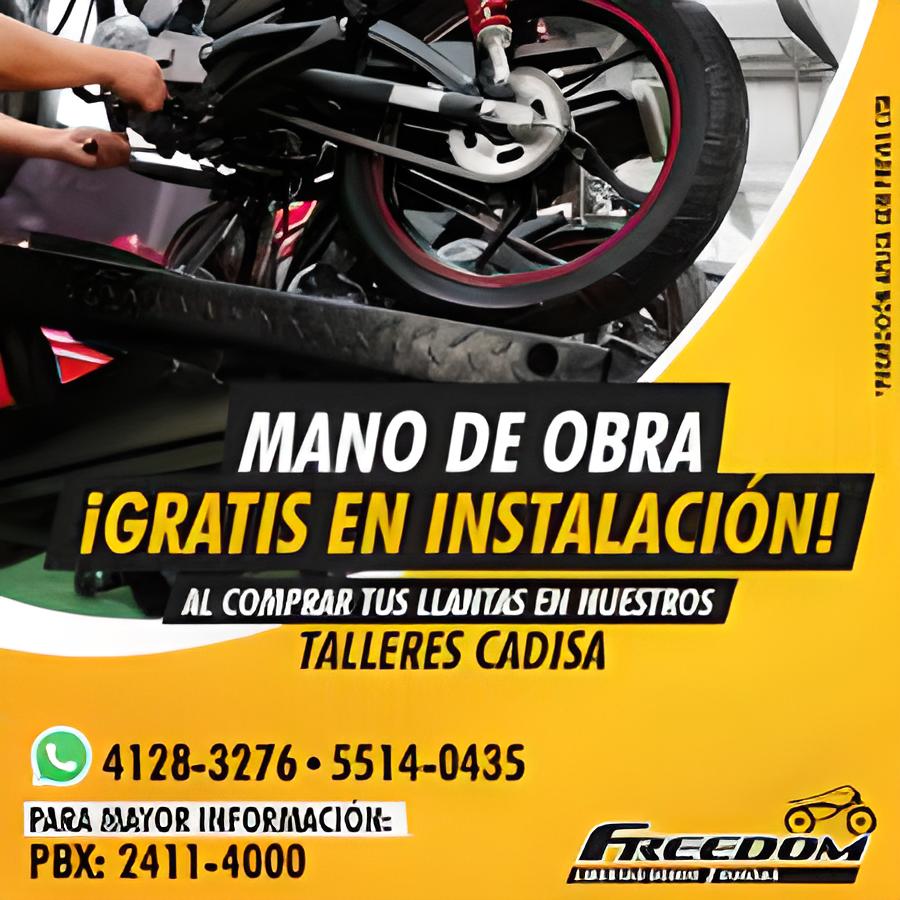 MANO DE OBRA
¡GRATIS EN INSTALACIÓN!
AL COMPRAR TUS LLANTAS EN NUESTROS
TALLERES CADISA
4128-3276 • 5514-0435
PARA MAYOR INFORMACIÓN:
PBX: 2411-4000
FREEDOM